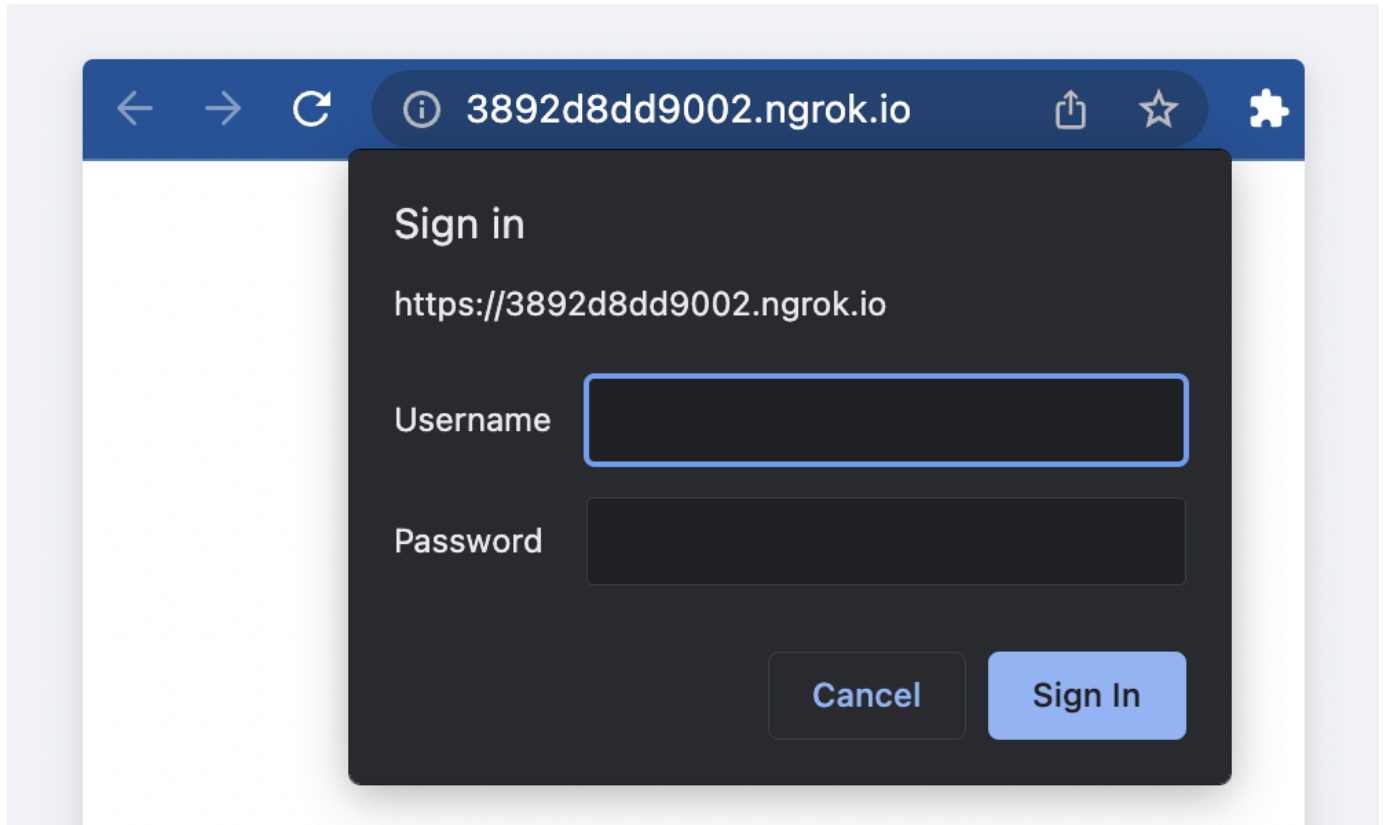 3892d8dd9002.ngrok.io
Sign in
https://3892d8dd9002.ngrok.io
Username
Password
Cancel Sign In